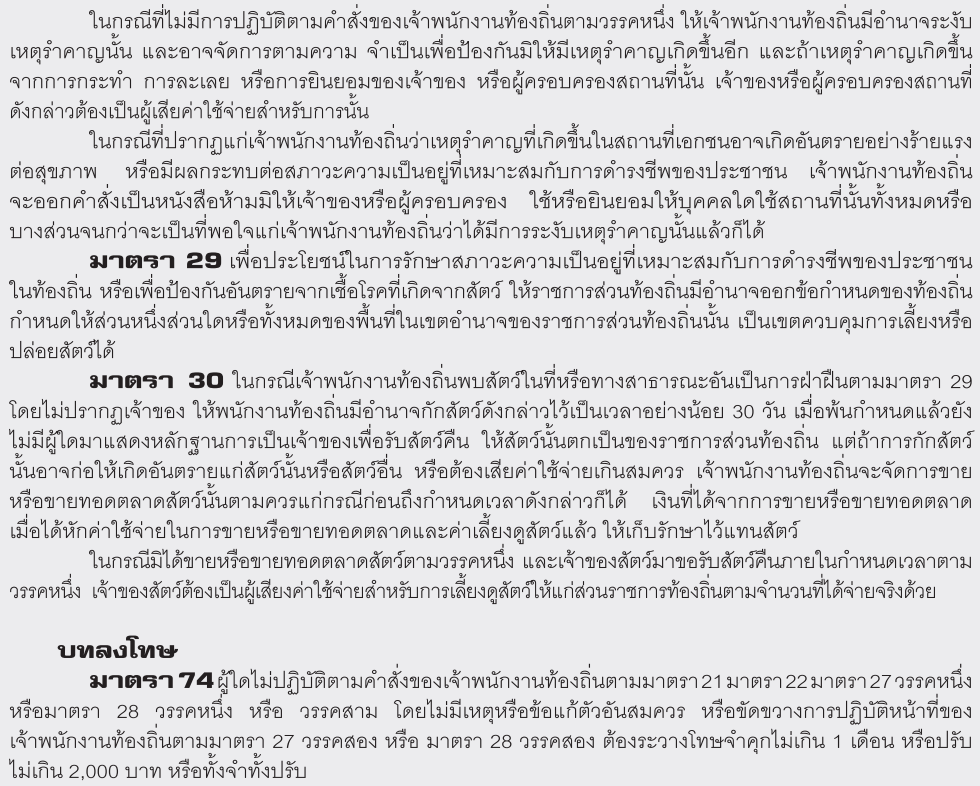 ในกรณีที่ไม่มีการปฏิบัติตามคำสั่งของเจ้าพนักงานท้องถิ่นตามวรรคหนึ่ง ให้เจ้าพนักงานท้องถิ่นมีอำนาจระงับ
เหตุรำคาญนั้น และอาจจัดการตามความ จำเป็นเพื่อป้องกันมิให้มีเหตุรำคาญเกิดขึ้นอีก และถ้าเหตุรำคาญเกิดขึ้น
จากการกระทำ การละเลย หรือการยินยอมของเจ้าของ หรือผู้ครอบครองสถานที่นั้น เจ้าของหรือผู้ครอบครองสถานที่
ดังกล่าวต้องเป็นผู้เสียค่าใช้จ่ายสำหรับการนั้น
ในกรณีที่ปรากฏแก่เจ้าพนักงานท้องถิ่นว่าเหตุรำคาญที่เกิดขึ้นในสถานที่เอกชนอาจเกิดอันตรายอย่างร้ายแรง
ต่อสุขภาพ หรือมีผลกระทบต่อสภาวะความเป็นอยู่ที่เหมาะสมกับการดำรงชีพของประชาชน เจ้าพนักงานท้องถิ่น
จะออกคำสั่งเป็นหนังสือห้ามมิให้เจ้าของหรือผู้ครอบครอง ใช้หรือยินยอมให้บุคคลใดใช้สถานที่นั้นทั้งหมดหรือ
บางส่วนจนกว่าจะเป็นที่พอใจแก่เจ้าพนักงานท้องถิ่นว่าได้มีการระงับเหตุรำคาญนั้นแล้วก็ได้
มาตรา 29 เพื่อประโยชน์ในการรักษาสภาวะความเป็นอยู่ที่เหมาะสมกับการดำรงชีพของประชาชน
ในท้องถิ่น หรือเพื่อป้องกันอันตรายจากเชื้อโรคที่เกิดจากสัตว์ ให้ราชการส่วนท้องถิ่นมีอำนาจออกข้อกำหนดของท้องถิ่น
กำหนดให้ส่วนหนึ่งส่วนใดหรือทั้งหมดของพื้นที่ในเขตอำนาจของราชการส่วนท้องถิ่นนั้น เป็นเขตควบคุมการเลี้ยงหรือ
ปล่อยสัตว์ได้
มาตรา 30 ในกรณีเจ้าพนักงานท้องถิ่นพบสัตว์ในที่หรือทางสาธารณะอันเป็นการฝ่าฝืนตามมาตรา 29
โดยไม่ปรากฏเจ้าของ ให้พนักงานท้องถิ่นมีอำนาจกักสัตว์ดังกล่าวไว้เป็นเวลาอย่างน้อย 30 วัน เมื่อพ้นกำหนดแล้วยัง
ไม่มีผู้ใดมาแสดงหลักฐานการเป็นเจ้าของเพื่อรับสัตว์คืน ให้สัตว์นั้นตกเป็นของราชการส่วนท้องถิ่น แต่ถ้าการกักสัตว์
นั้นอาจก่อให้เกิดอันตรายแก่สัตว์นั้นหรือสัตว์อื่น หรือต้องเสียค่าใช้จ่ายเกินสมควร เจ้าพนักงานท้องถิ่นจะจัดการขาย
หรือขายทอดตลาดสัตว์นั้นตามควรแก่กรณีก่อนถึงกำหนดเวลาดังกล่าวก็ได้ เงินที่ได้จากการขายหรือขายทอดตลาด
เมื่อได้หักค่าใช้จ่ายในการขายหรือขายทอดตลาดและค่าเลี้ยงดูสัตว์แล้ว ให้เก็บรักษาไว้แทนสัตว์
ในกรณีมิได้ขายหรือขายทอดตลาดสัตว์ตามวรรคหนึ่ง และเจ้าของสัตว์มาขอรับสัตว์คืนภายในกำหนดเวลาตาม
วรรคหนึ่ง เจ้าของสัตว์ต้องเป็นผู้เสียงค่าใช้จ่ายสำหรับการเลี้ยงดูสัตว์ให้แก่ส่วนราชการท้องถิ่นตามจำนวนที่ได้จ่ายจริงด้วย
บทลงโทษ
มาตรา 74 ผู้ใดไม่ปฏิบัติตามคำสั่งของเจ้าพนักงานท้องถิ่นตามมาตรา 21 มาตรา 22 มาตรา 27 วรรคหนึ่ง
หรือมาตรา 28 วรรคหนึ่ง หรือ วรรคสาม โดยไม่มีเหตุหรือข้อแก้ตัวอันสมควร หรือขัดขวางการปฏิบัติหน้าที่ของ
เจ้าพนักงานท้องถิ่นตามมาตรา 27 วรรคสอง หรือ มาตรา 28 วรรคสอง ต้องระวางโทษจำคุกไม่เกิน 1 เดือน หรือปรับ
ไม่เกิน 2,000 บาท หรือทั้งจำทั้งปรับ